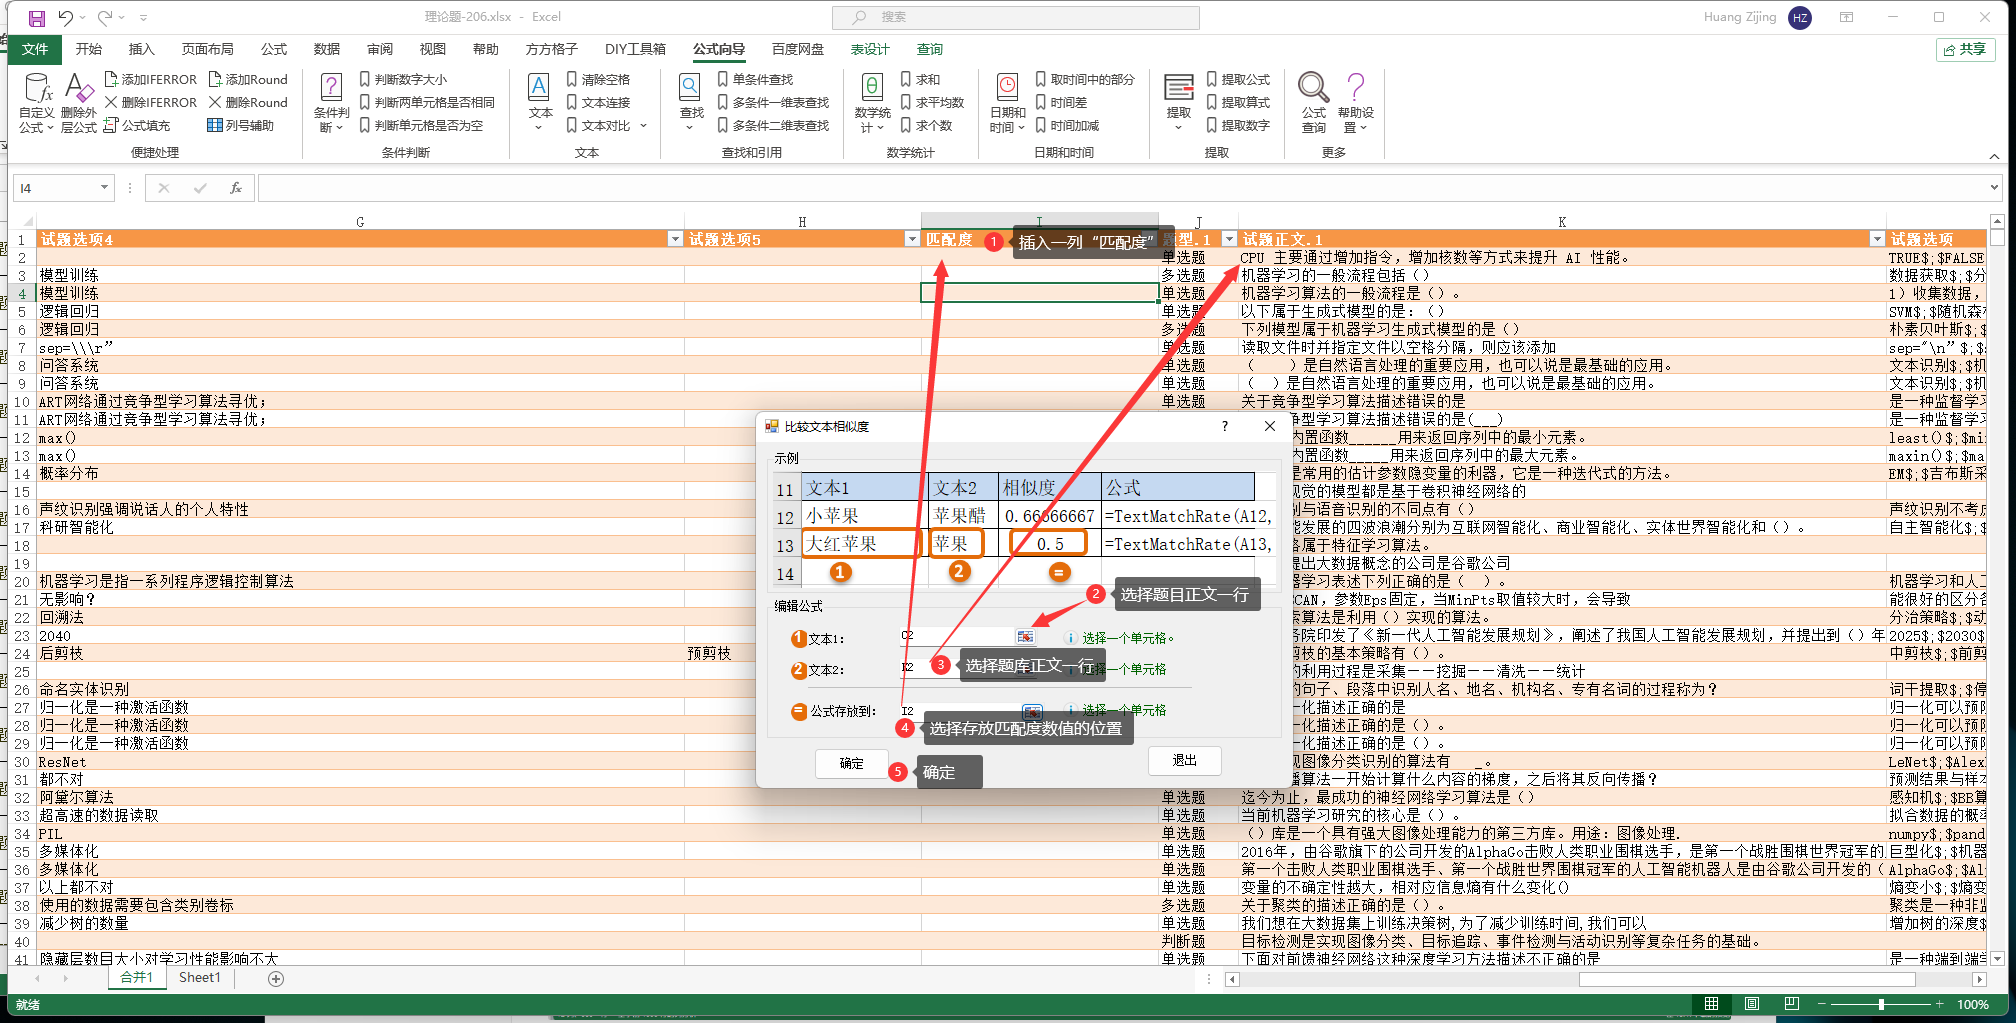 理论题-206.xlsx - Excel
搜索
Huang Zijing HZ
文件 开始 插入 页面布局 公式 数据 审阅 视图 帮助 方方格子 DIY工具箱 公式向导 百度网盘 表设计 查询 共享
自定义公式 删除外层公式 添加IFERROR 删除IFERROR 公式填充 添加Round 删除Round 列号辅助
条件判断 判断数字大小 判断两单元格是否相同 判断单元格是否为空
文本 清除空格 文本连接 文本对比
查找 单条件查找 多条件一维表查找 多条件二维表查找
数学统计 求和 求平均数 求个数
日期和时间 取时间中的部分 时间差 时间加减
提取 提取公式 提取算式 提取数字
公式查询 帮助设置
便捷处理 条件判断 文本 查找和引用 数学统计 日期和时间 提取 更多
I4 fx
G H I J K
1 试题选项4 试题选项5 匹配度 题型.1 试题正文.1 试题选项
1 插入一列“匹配度”
2 单选题 CPU 主要通过增加指令，增加核数等方式来提升 AI 性能。 TRUE$;$FALSE
3 模型训练 多选题 机器学习的一般流程包括（） 数据获取$;$分
4 模型训练 单选题 机器学习算法的一般流程是（）。 1）收集数据，
5 逻辑回归 单选题 以下属于生成式模型的是：（） SVM$;$随机森
6 逻辑回归 多选题 下列模型属于机器学习生成式模型的是（） 朴素贝叶斯$;$
7 sep=\\\r” 单选题 读取文件时并指定文件以空格分隔，则应该添加 sep="\n”$;$
8 问答系统 单选题 （　　）是自然语言处理的重要应用，也可以说是最基础的应用。 文本识别$;$机
9 问答系统 单选题 （　）是自然语言处理的重要应用，也可以说是最基础的应用。 文本识别$;$机
10 ART网络通过竞争型学习算法寻优； 单选题 关于竞争型学习算法描述错误的是 是一种监督学习
11 ART网络通过竞争型学习算法寻优； 争型学习算法描述错误的是(___) 是一种监督学习
12 max() 内置函数______用来返回序列中的最小元素。 least()$;$mi
13 max() 内置函数_____用来返回序列中的最大元素。 maxin()$;$ma
14 概率分布 是常用的估计参数隐变量的利器，它是一种迭代式的方法。 EM$;$吉布斯采
15 视觉的模型都是基于卷积神经网络的
16 声纹识别强调说话人的个人特性 别与语音识别的不同点有（） 声纹识别不考虑
17 科研智能化 能发展的四波浪潮分别为互联网智能化、商业智能化、实体世界智能化和（）。 自主智能化$;$
18 络属于特征学习算法。
19 提出大数据概念的公司是谷歌公司
20 机器学习是指一系列程序逻辑控制算法 器学习表述下列正确的是（　）。 机器学习和人工
21 无影响？ CAN，参数Eps固定，当MinPts取值较大时，会导致 能很好的区分各
22 回溯法 索算法是利用（）实现的算法。 分治策略$;$动
23 2040 务院印发了《新一代人工智能发展规划》，阐述了我国人工智能发展规划，并提出到（）年 2025$;$2030$
24 后剪枝 预剪枝 剪枝的基本策略有（）。 中剪枝$;$前剪
25 的利用过程是采集——挖掘——清洗——统计
26 命名实体识别 的句子、段落中识别人名、地名、机构名、专有名词的过程称为？ 词干提取$;$停
27 归一化是一种激活函数 一化描述正确的是 归一化可以预防
28 归一化是一种激活函数 一化描述正确的是（）。 归一化可以预防
29 归一化是一种激活函数 一化描述正确的是（）。 归一化可以预防
30 ResNet 现图像分类识别的算法有 _。 LeNet$;$Alex
31 都不对 播算法一开始计算什么内容的梯度，之后将其反向传播？ 预测结果与样本
32 阿黛尔算法 单选题 迄今为止，最成功的神经网络学习算法是（） 感知机$;$BB算
33 超高速的数据读取 单选题 当前机器学习研究的核心是（）。 拟合数据的概率
34 PIL 单选题 （）库是一个具有强大图像处理能力的第三方库。用途：图像处理. numpy$;$pand
35 多媒体化 单选题 2016年，由谷歌旗下的公司开发的AlphaGo击败人类职业围棋选手，是第一个战胜围棋世界冠军的 巨型化$;$机器
36 多媒体化 单选题 第一个击败人类职业围棋选手、第一个战胜世界围棋冠军的人工智能机器人是由谷歌公司开发的（ AlphaGo$;$Al
37 以上都不对 单选题 变量的不确定性越大，相对应信息熵有什么变化() 熵变小$;$熵变
38 使用的数据需要包含类别卷标 多选题 关于聚类的描述正确的是（）。 聚类是一种非监
39 减少树的数量 单选题 我们想在大数据集上训练决策树,为了减少训练时间,我们可以 增加树的深度$
40 判断题 目标检测是实现图像分类、目标追踪、事件检测与活动识别等复杂任务的基础。
41 隐藏层数目大小对学习性能影响不大 单选题 下面对前馈神经网络这种深度学习方法描述不正确的是 是一种端到端学
比较文本相似度 ?
示例
11 文本1 文本2 相似度 公式
12 小苹果 苹果醋 0.66666667 =TextMatchRate(A12,
13 大红苹果 苹果 0.5 =TextMatchRate(A13,
14 1 2 =
编辑公式
2 选择题目正文一行
1 文本1: C2 选择一个单元格。
2 文本2: K2 选择一个单元格
3 选择题库正文一行
= 公式存放到: I2 选择一个单元格
4 选择存放匹配度数值的位置
确定 退出
5 确定
合并1 Sheet1
就绪 100%